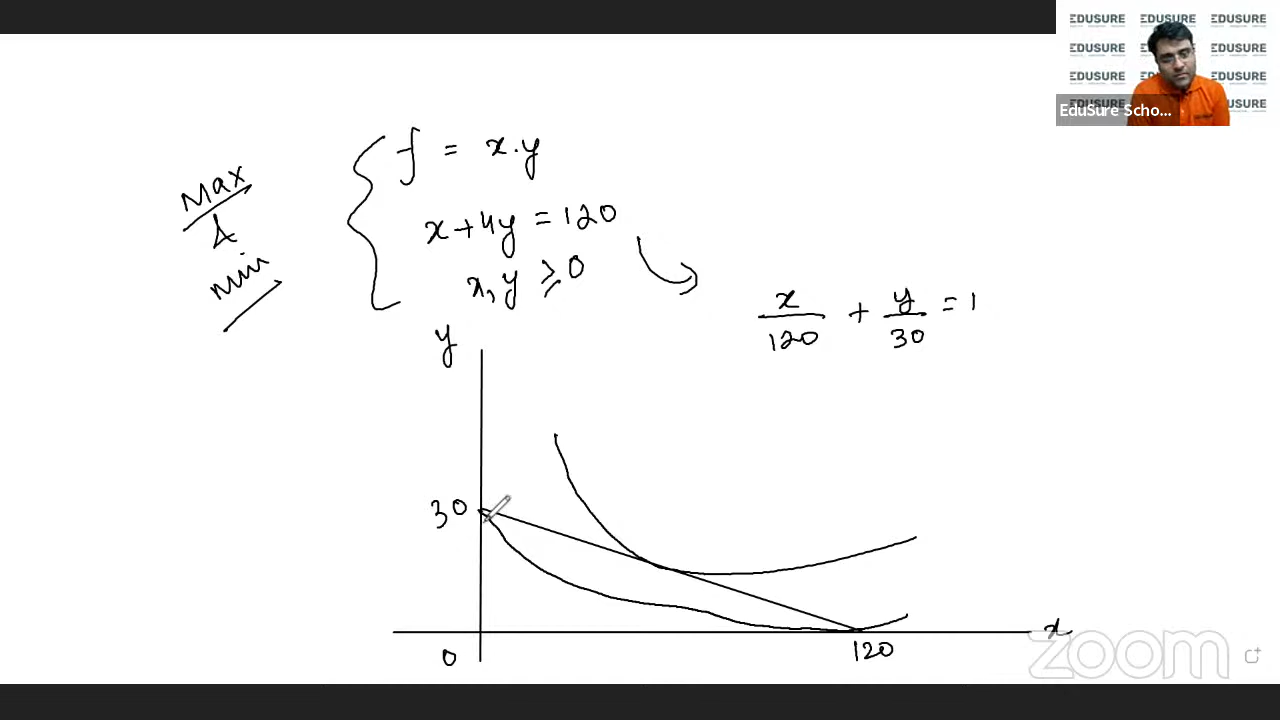 EDUSURE EDUSURE EDUSURE
EDUSURE EDUSURE
EDUSURE EDUSURE
EDUSURE EDUSURE
EduSure Scho...
Max
&
Min
f = x.y
x + 4y = 120
x, y ≥ 0
x/120 + y/30 = 1
y
30
0
120
x
zoom